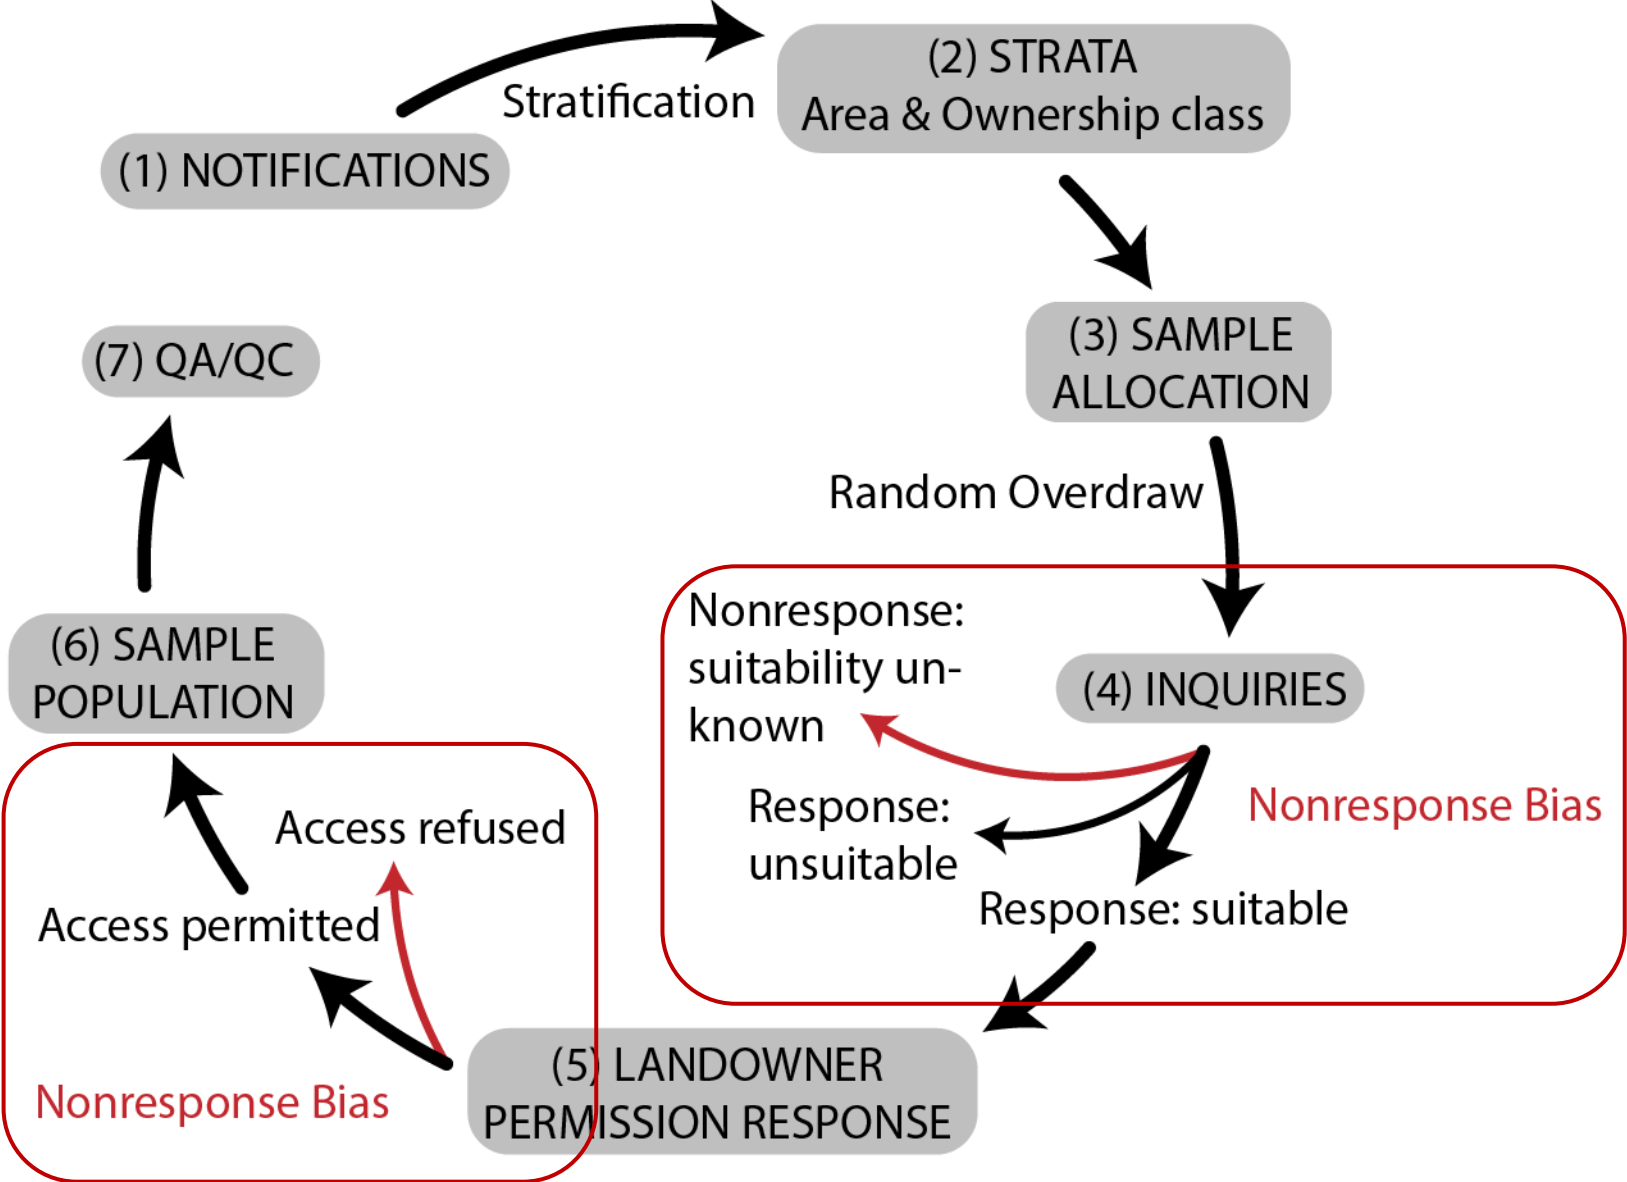 (1) NOTIFICATIONS
Stratification
(2) STRATA
Area & Ownership class
(3) SAMPLE
ALLOCATION
Random Overdraw
(4) INQUIRIES
Nonresponse:
suitability un-
known
Response:
unsuitable
Response: suitable
Nonresponse Bias
(5) LANDOWNER
PERMISSION RESPONSE
Access refused
Access permitted
Nonresponse Bias
(6) SAMPLE
POPULATION
(7) QA/QC